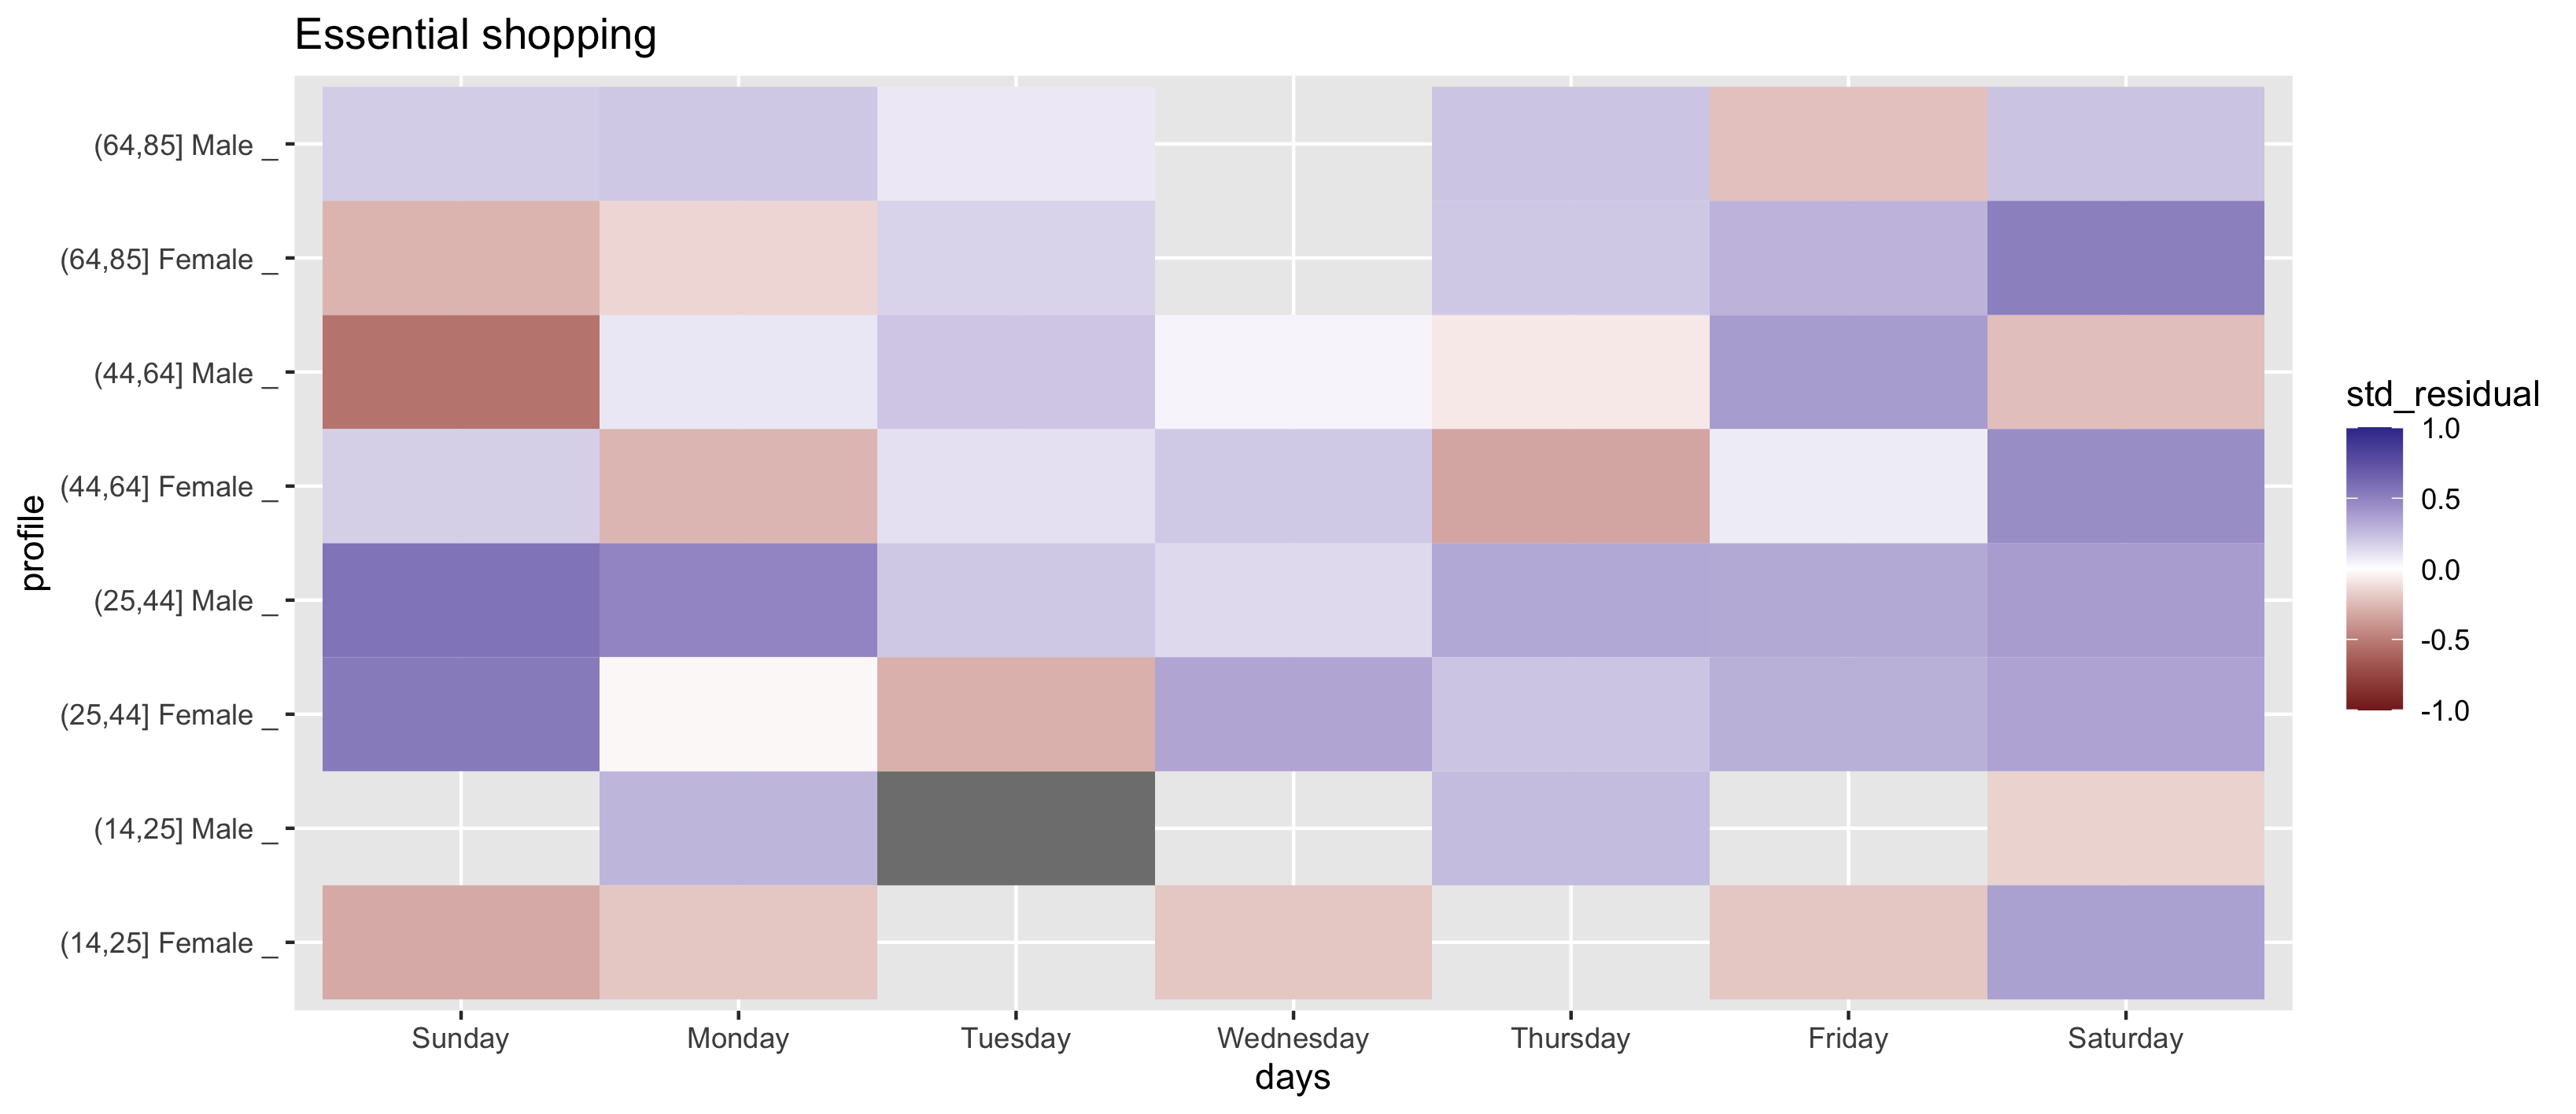 Essential shopping
profile
(64,85] Male _
(64,85] Female _
(44,64] Male _
(44,64] Female _
(25,44] Male _
(25,44] Female _
(14,25] Male _
(14,25] Female _
Sunday Monday Tuesday Wednesday Thursday Friday Saturday
days
std_residual
1.0
0.5
0.0
-0.5
-1.0